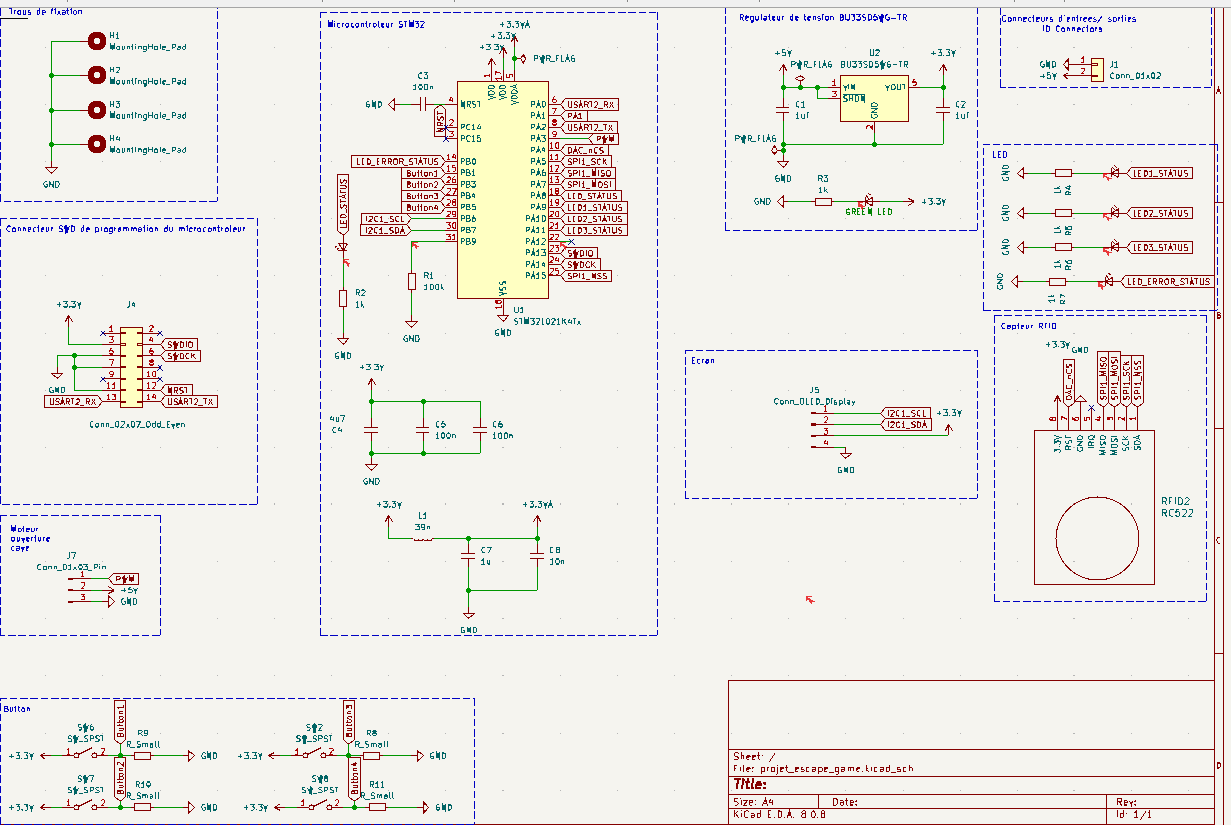 Trous de fixation
H1
MountingHole_Pad
H2
MountingHole_Pad
H3
MountingHole_Pad
H4
MountingHole_Pad
GND
Connecteur SWD de programmation du microcontroleur
J4
+3.3V
1 2
3 4 SWDIO
5 6 SWDCK
7 8
9 10
11 12 NRST
USART2_RX 13 14 USART2_TX
GND
Conn_02x07_Odd_Even
Moteur
ouverture
cave
J7
Conn_01x03_Pin
1 PWM
2 +5V
3 GND
Microcontroleur STM32
+3.3VA
+3.3V
PWR_FLAG
C3
100n
GND
1 17 5
VDD VDD VDDA
4 NRST
NRST
2 PC14
3 PC15
LED_ERROR_STATUS 14 PB0
Button1 15 PB1
Button2 26 PB3
Button3 27 PB4
Button4 28 PB5
I2C1_SCL 29 PB6
I2C1_SDA 30 PB7
31 PB9
PA0 6 USART2_RX
PA1 7 PA1
PA2 8 USART2_TX
PA3 9 PWM
PA4 10 DAC_nCS
PA5 11 SPI1_SCK
PA6 12 SPI1_MISO
PA7 13 SPI1_MOSI
PA8 18 LED_STATUS
PA9 19 LED1_STATUS
PA10 20 LED2_STATUS
PA11 21 LED3_STATUS
PA12 22
PA13 23 SWDIO
PA14 24 SWDCK
PA15 25 SPI1_NSS
VSS
16
GND
U1
STM32L021K4Tx
LED_STATUS
R2
1k
GND
R1
100k
GND
+3.3V
4u7
C4
C5
100n
C6
100n
GND
+3.3V
L1
39n
+3.3VA
C7
1u
C8
10n
GND
Regulateur de tension BU33SD5WG-TR
+5V
PWR_FLAG
U2
BU33SD5WG-TR
+3.3V
1 VIN
3 SHDN
VOUT 5
GND
2
C1
1uf
C2
1uf
PWR_FLAG
GND
GND
R3
1k
GREEN LED
+3.3V
Connecteurs d'entrees/ sorties
ID Connectors
GND 1
+5V 2
J1
Conn_01x02
LED
GND
1k
R4
LED1_STATUS
GND
1k
LED2_STATUS
GND
1k
R6
LED3_STATUS
GND
1k
R7
LED_ERROR_STATUS
Ecran
J5
Conn_OLED_Display
1 I2C1_SCL
2 I2C1_SDA
3
4
+3.3V
GND
Capteur RFID
+3.3V
GND
DAC_nCS
SPI1_MISO
SPI1_MOSI
SPI1_SCK
SPI1_NSS
8 7 6 5 4 3 2 1
3.3V
RST
GND
IRQ
MISO
MOSI
SCK
SDA
RFID2
RC522
Button
Button1
SW6
SW_SPST
+3.3V 1 2
R9
R_Small
GND
Button2
SW7
SW_SPST
+3.3V 1 2
R10
R_Small
GND
Button3
SW2
SW_SPST
+3.3V 1 2
R8
R_Small
GND
Button4
SW8
SW_SPST
+3.3V 1 2
R11
R_Small
GND
A
B
C
D
Sheet: /
File: projet_escape_game.kicad_sch
Title:
Size: A4 Date: Rev:
KiCad E.D.A. 8.0.8 Id: 1/1